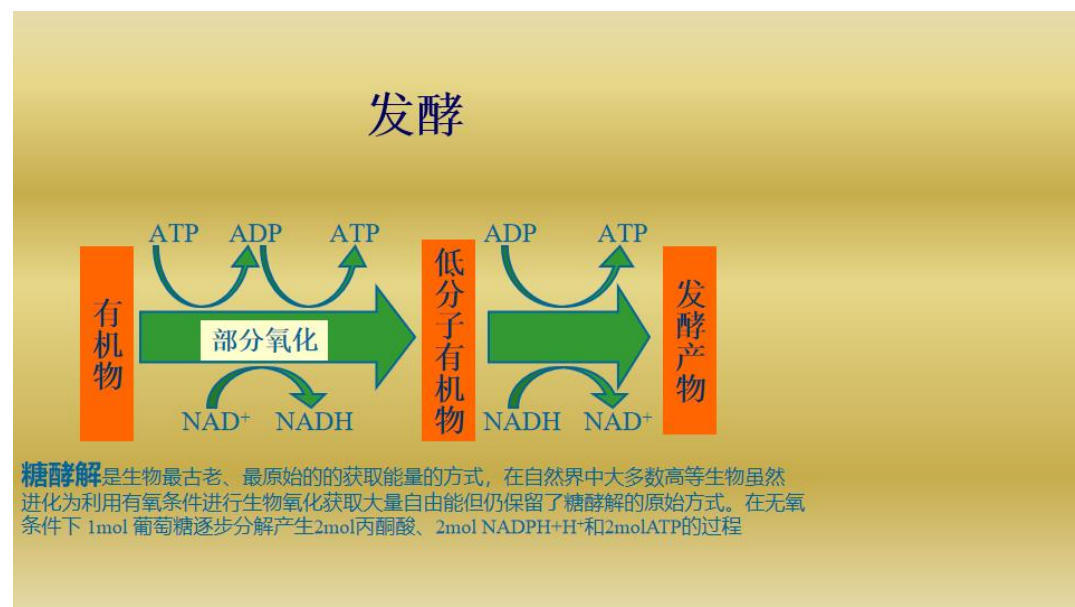 发酵
ATP ADP ATP
ADP ATP
有机物
部分氧化
低分子有机物
发酵产物
NAD⁺ NADH
NADH NAD⁺
糖酵解是生物最古老、最原始的的获取能量的方式，在自然界中大多数高等生物虽然
进化为利用有氧条件进行生物氧化获取大量自由能但仍保留了糖酵解的原始方式。在无氧
条件下 1mol 葡萄糖逐步分解产生2mol丙酮酸、2mol NADPH+H⁺和2molATP的过程